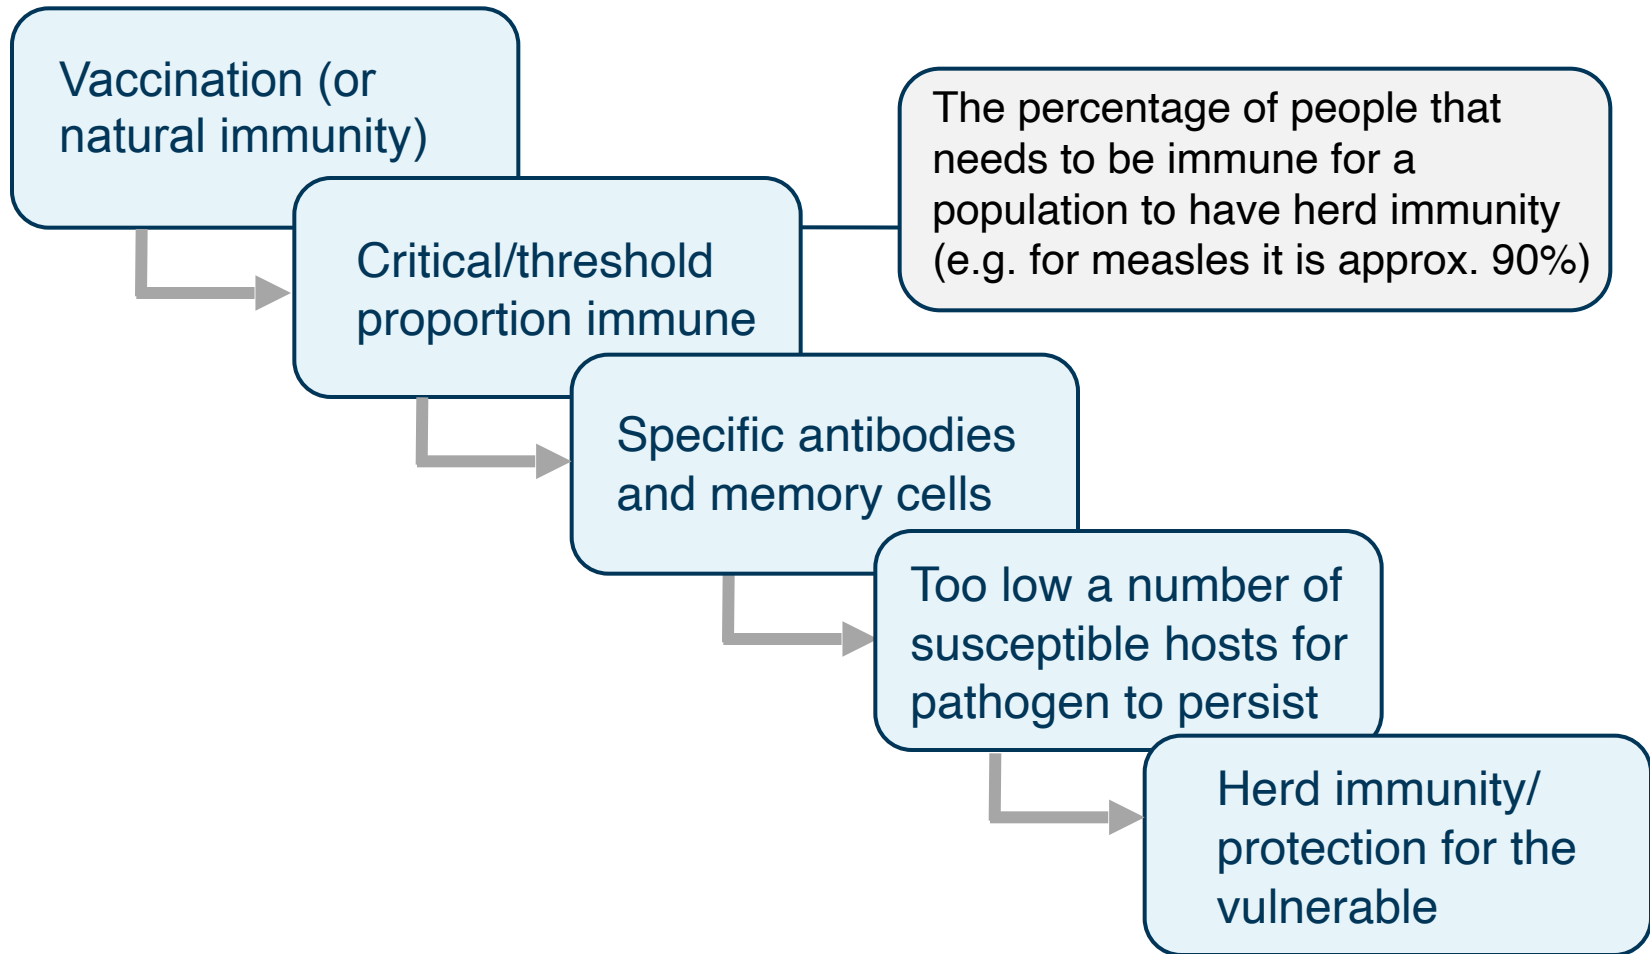 Vaccination (or
natural immunity)
The percentage of people that
needs to be immune for a
population to have herd immunity
(e.g. for measles it is approx. 90%)
Critical/threshold
proportion immune
Specific antibodies
and memory cells
Too low a number of
susceptible hosts for
pathogen to persist
Herd immunity/
protection for the
vulnerable